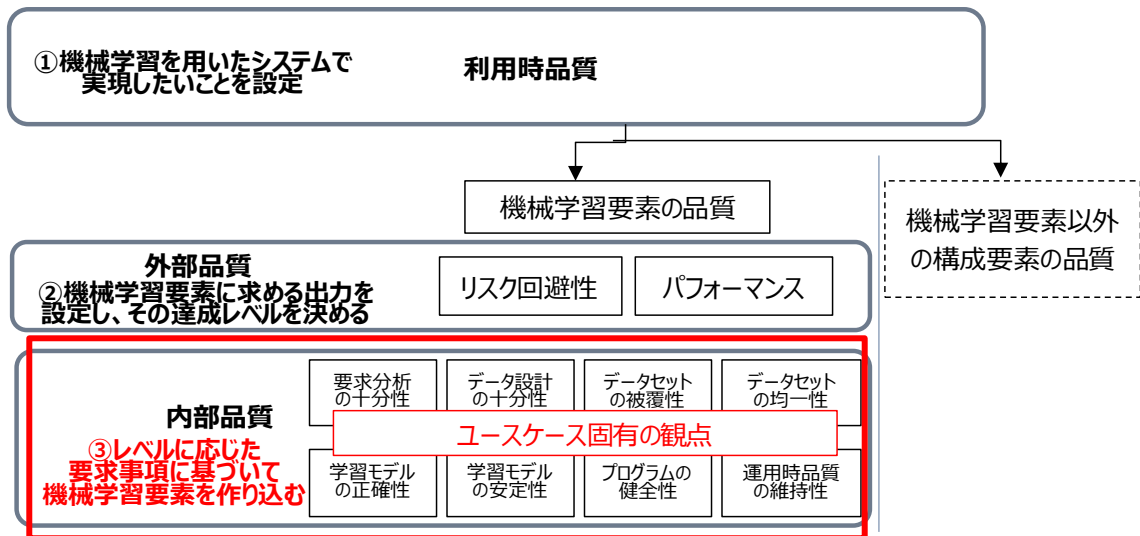 ①機械学習を用いたシステムで
実現したいことを設定
利用時品質
機械学習要素の品質
機械学習要素以外
の構成要素の品質
外部品質
②機械学習要素に求める出力を
設定し、その達成レベルを決める
リスク回避性
パフォーマンス
内部品質
③レベルに応じた
要求事項に基づいて
機械学習要素を作り込む
要求分析
の十分性
データ設計
の十分性
データセット
の被覆性
データセット
の均一性
ユースケース固有の観点
学習モデル
の正確性
学習モデル
の安定性
プログラムの
健全性
運用時品質
の維持性